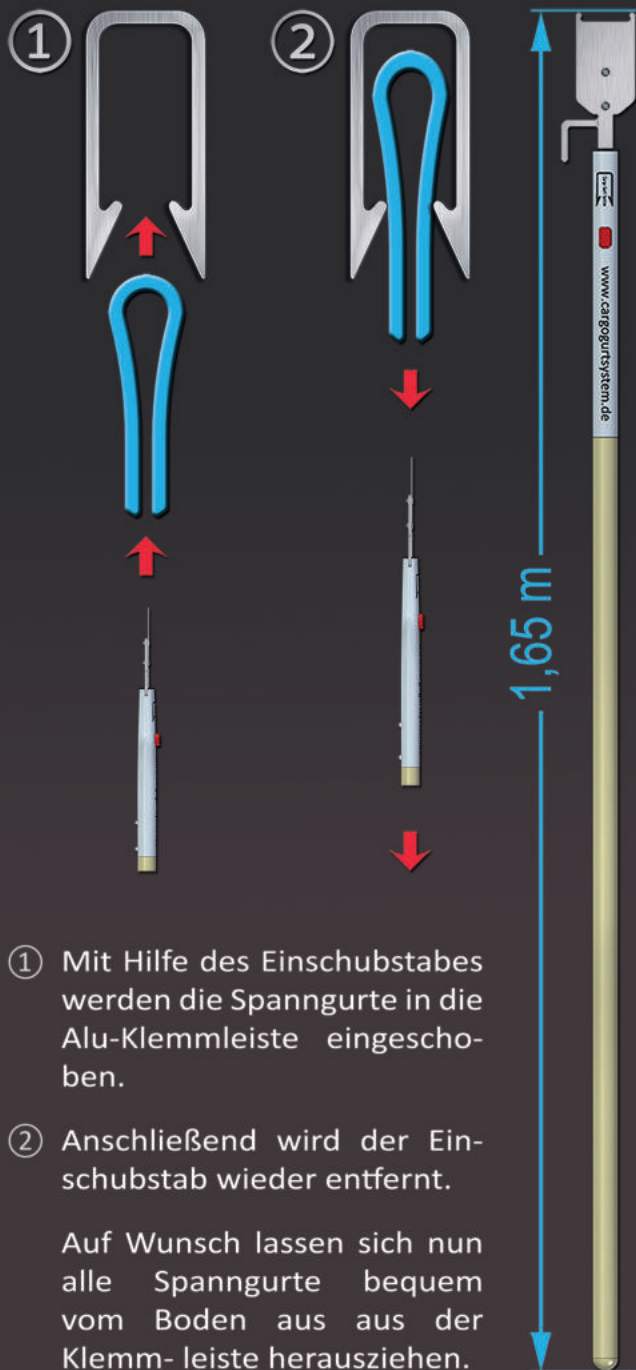 ① ②
www.cargogurtsystem.de
1,65 m
① Mit Hilfe des Einschubstabes
werden die Spanngurte in die
Alu-Klemmleiste eingescho-
ben.
② Anschließend wird der Ein-
schubstab wieder entfernt.
Auf Wunsch lassen sich nun
alle Spanngurte bequem
vom Boden aus aus der
Klemm- leiste herausziehen.